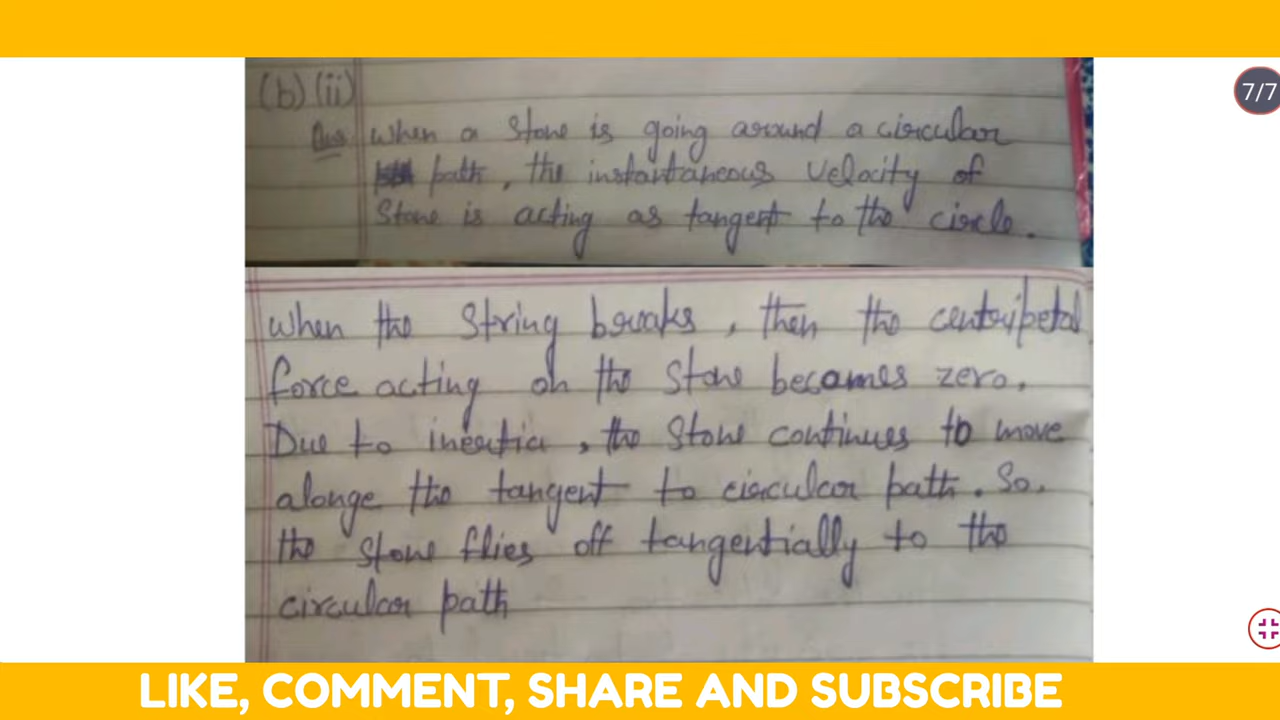 (b) (ii)
7/7
Ans when a stone is going around a circular
path, the instantaneous velocity of
stone is acting as tangent to the circle.
when the string breaks, then the centripetal
force acting on the stone becomes zero.
Due to inertia, the stone continues to move
alonge the tangent to circular path. So,
the stone flies off tangentially to the
circular path
LIKE, COMMENT, SHARE AND SUBSCRIBE